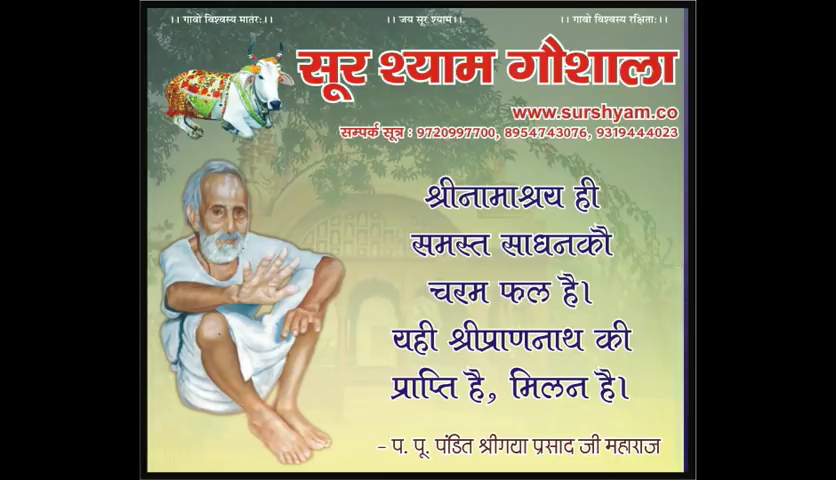 ।। गावो विश्वस्य मातर:।। ।। जय सूर श्याम।। ।। गावो विश्वस्य रक्षिता:।।
सूर श्याम गौशाला
www.surshyam.co
सम्पर्क सूत्र : 9720997700, 8954743076, 9319444023
श्रीनामाश्रय ही
समस्त साधनकौ
चरम फल है।
यही श्रीप्राणनाथ की
प्राप्ति है, मिलन है।
- प. पू. पंडित श्रीगया प्रसाद जी महाराज